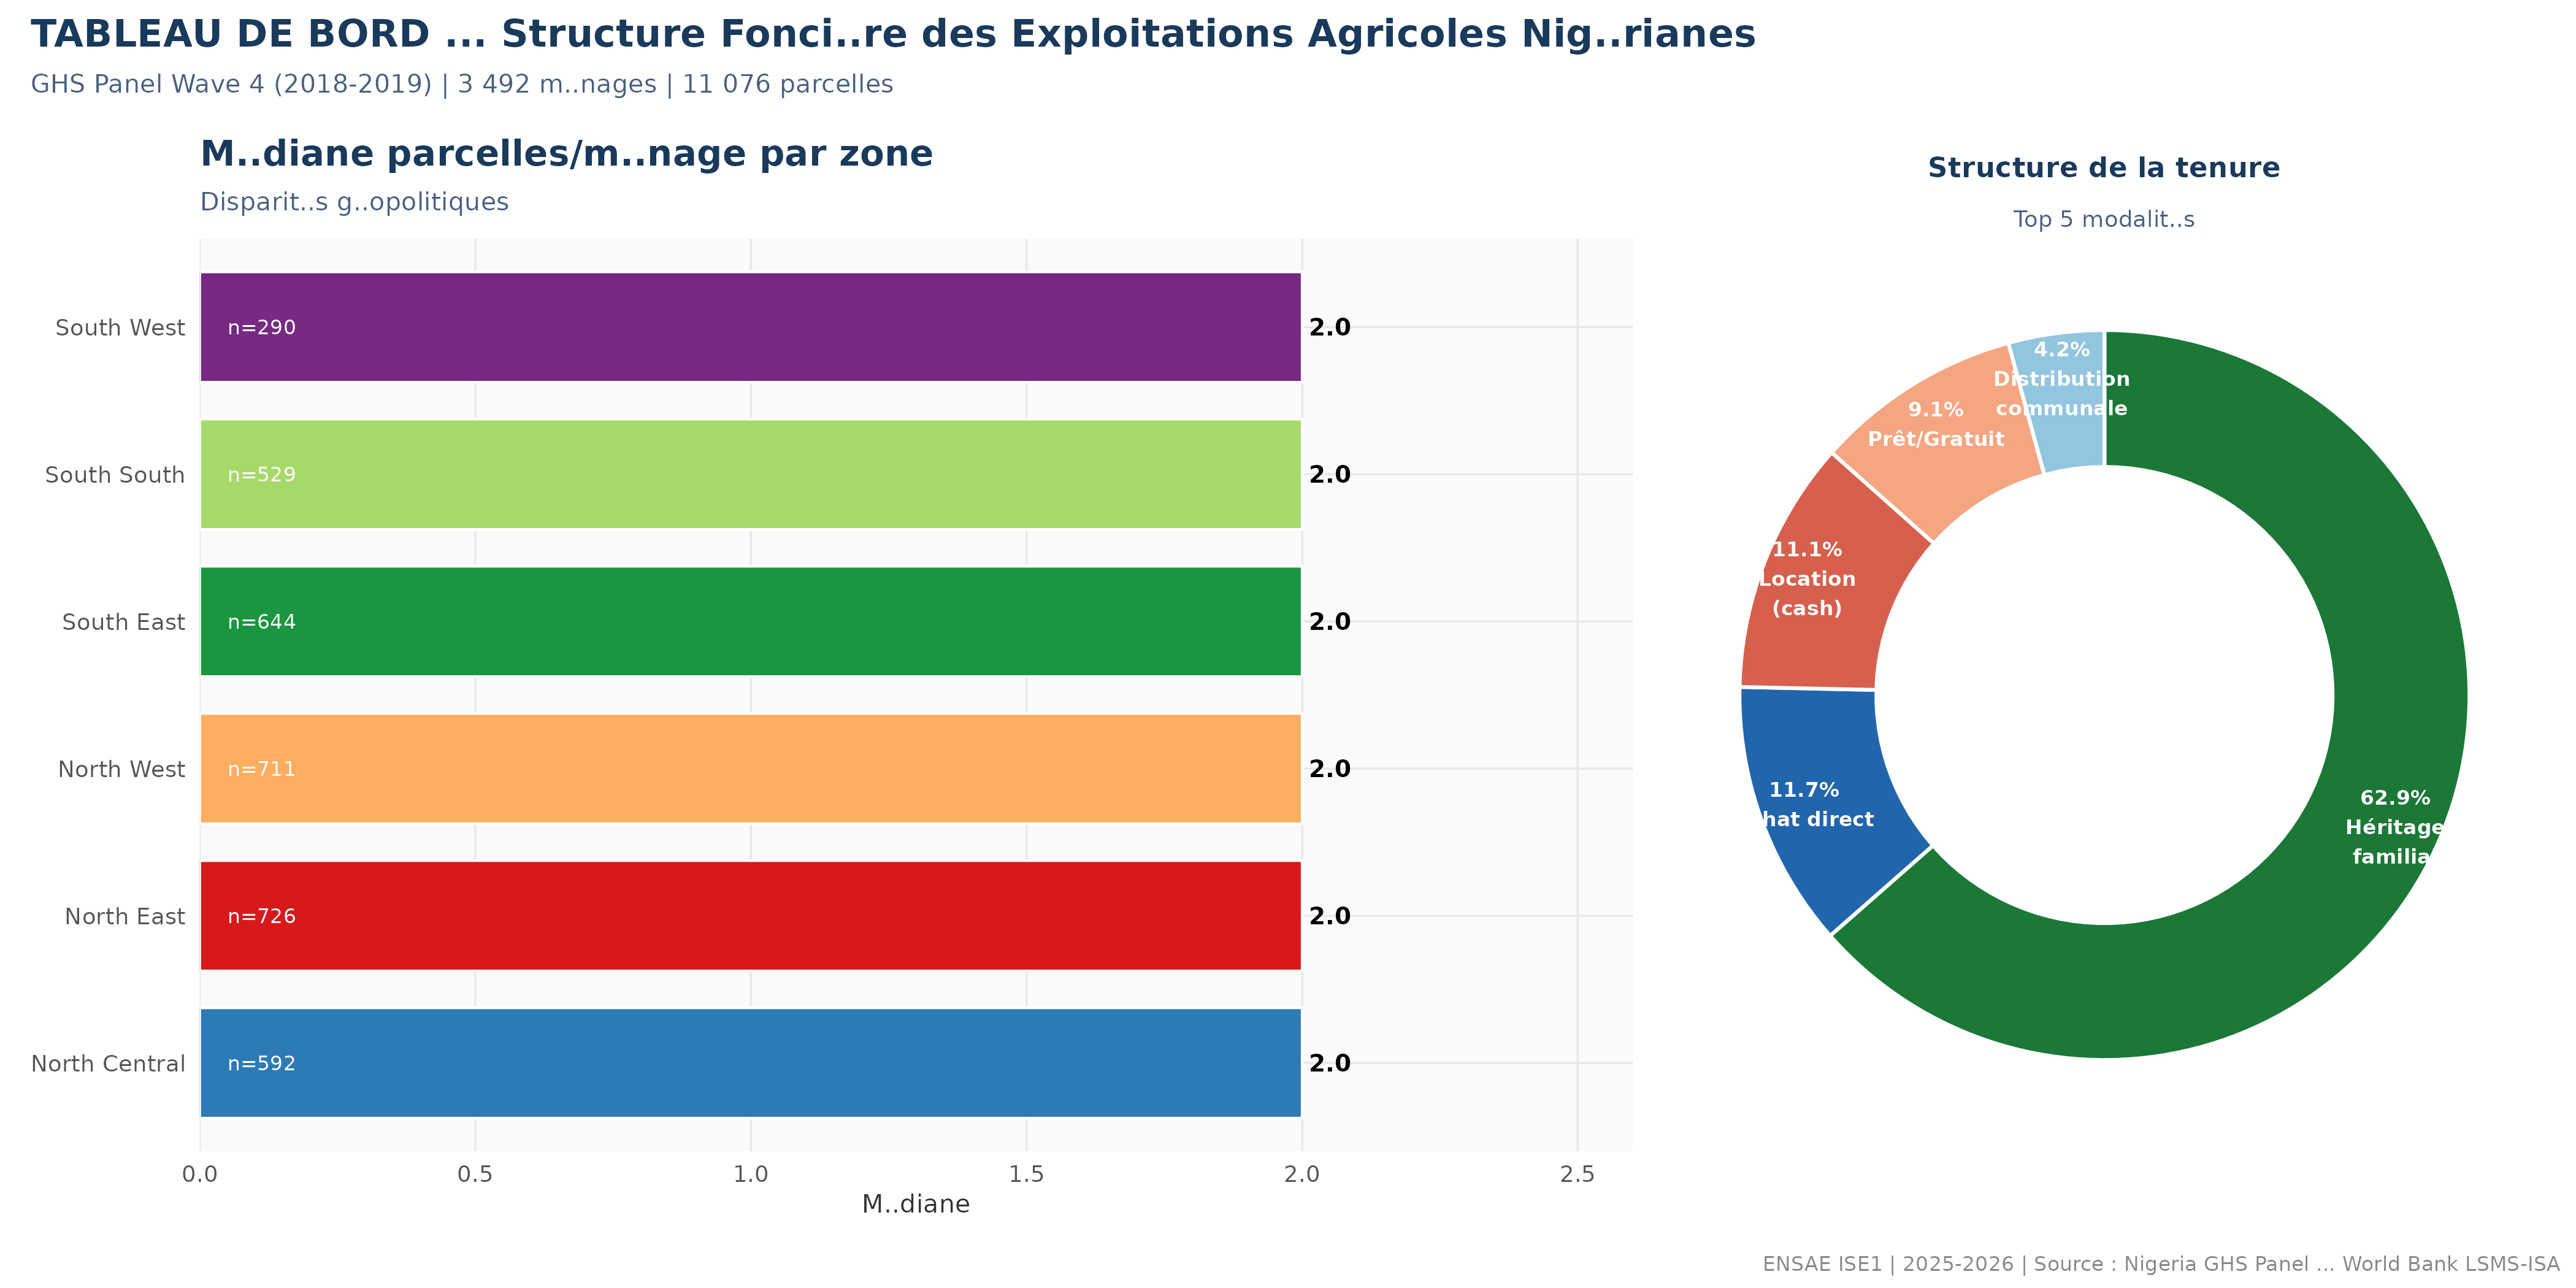 TABLEAU DE BORD ... Structure Fonci..re des Exploitations Agricoles Nig..rianes
GHS Panel Wave 4 (2018-2019) | 3 492 m..nages | 11 076 parcelles
M..diane parcelles/m..nage par zone
Disparit..s g..opolitiques
South West
n=290
2.0
South South
n=529
2.0
South East
n=644
2.0
North West
n=711
2.0
North East
n=726
2.0
North Central
n=592
2.0
0.0
0.5
1.0
1.5
2.0
2.5
M..diane
Structure de la tenure
Top 5 modalit..s
4.2%
Distribution
communale
9.1%
Prêt/Gratuit
11.1%
Location
(cash)
11.7%
hat direct
62.9%
Héritage
familia
ENSAE ISE1 | 2025-2026 | Source : Nigeria GHS Panel ... World Bank LSMS-ISA